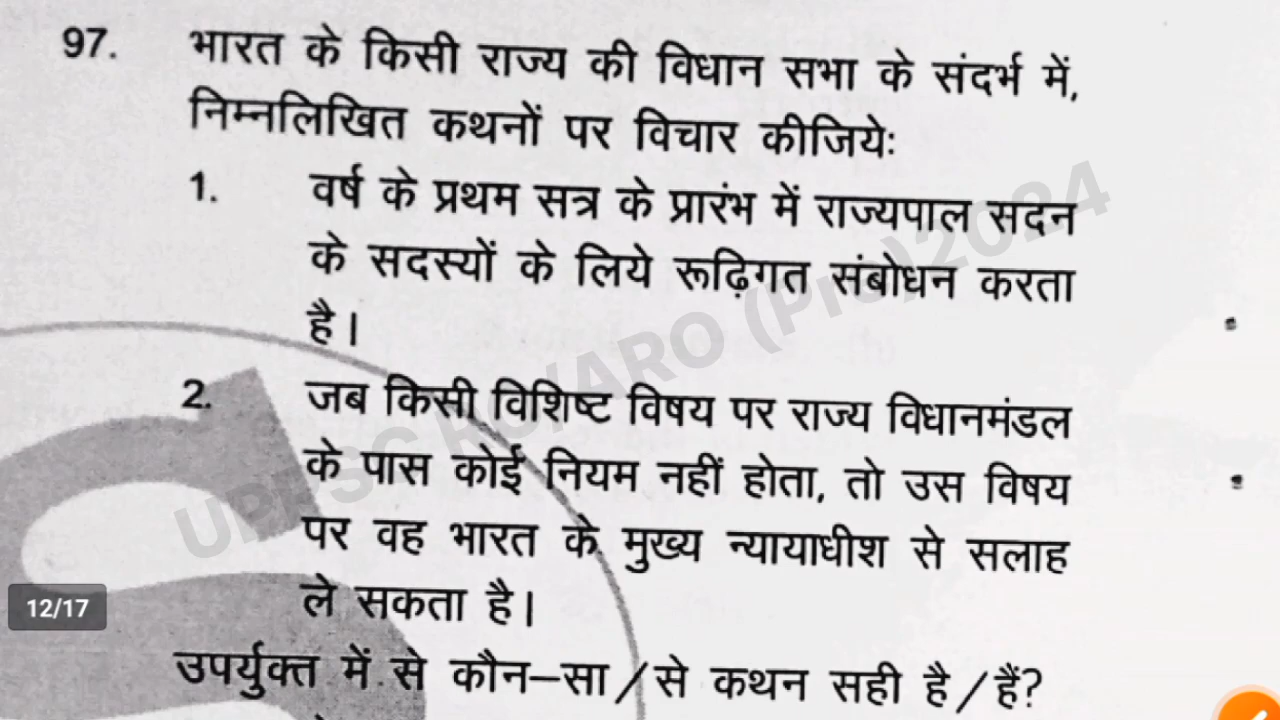 97. भारत के किसी राज्य की विधान सभा के संदर्भ में,
निम्नलिखित कथनों पर विचार कीजिये:
1. वर्ष के प्रथम सत्र के प्रारंभ में राज्यपाल सदन
के सदस्यों के लिये रूढ़िगत संबोधन करता
है।
2. जब किसी विशिष्ट विषय पर राज्य विधानमंडल
के पास कोई नियम नहीं होता, तो उस विषय
पर वह भारत के मुख्य न्यायाधीश से सलाह
ले सकता है।
12/17
उपर्युक्त में से कौन–सा/से कथन सही है/हैं?